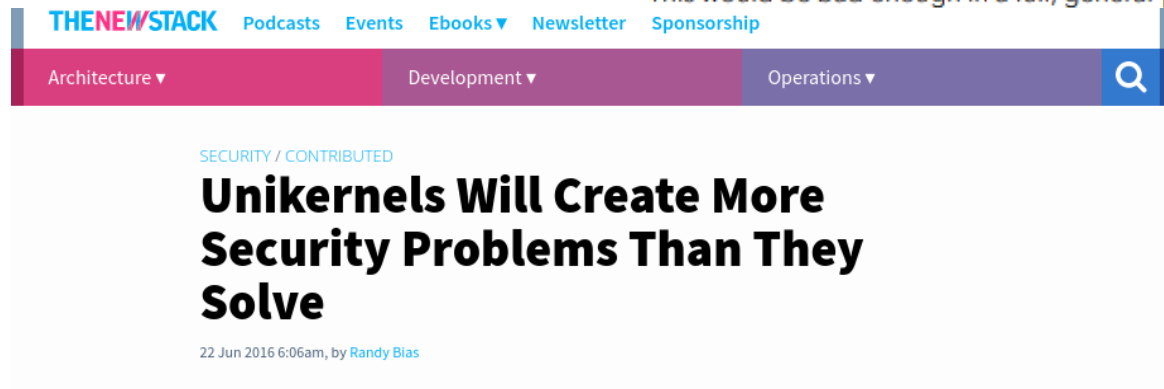 THENEWSTACK Podcasts Events Ebooks ▾ Newsletter Sponsorship
Architecture ▾ Development ▾ Operations ▾
SECURITY / CONTRIBUTED
Unikernels Will Create More
Security Problems Than They
Solve
22 Jun 2016 6:06am, by Randy Bias